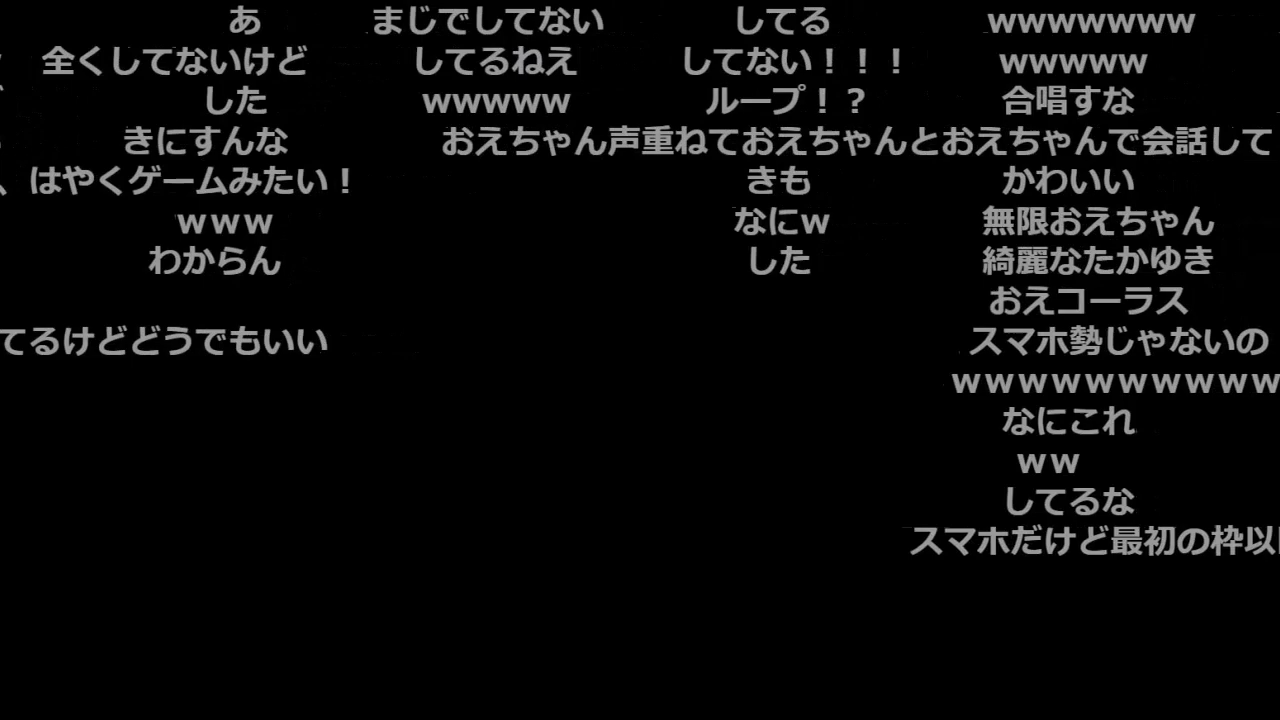 あ まじでしてない してる wwwwwww
全くしてないけど してるねえ してない！！！ wwwww
した wwwww ループ！？ 合唱すな
きにすんな おえちゃん声重ねておえちゃんとおえちゃんで会話して
、はやくゲームみたい！ きも かわいい
ｗｗｗ なにw 無限おえちゃん
わからん した 綺麗なたかゆき
おえコーラス
てるけどどうでもいい スマホ勢じゃないの
ｗｗｗｗｗｗｗｗｗｗ
なにこれ
ｗｗ
してるな
スマホだけど最初の枠以